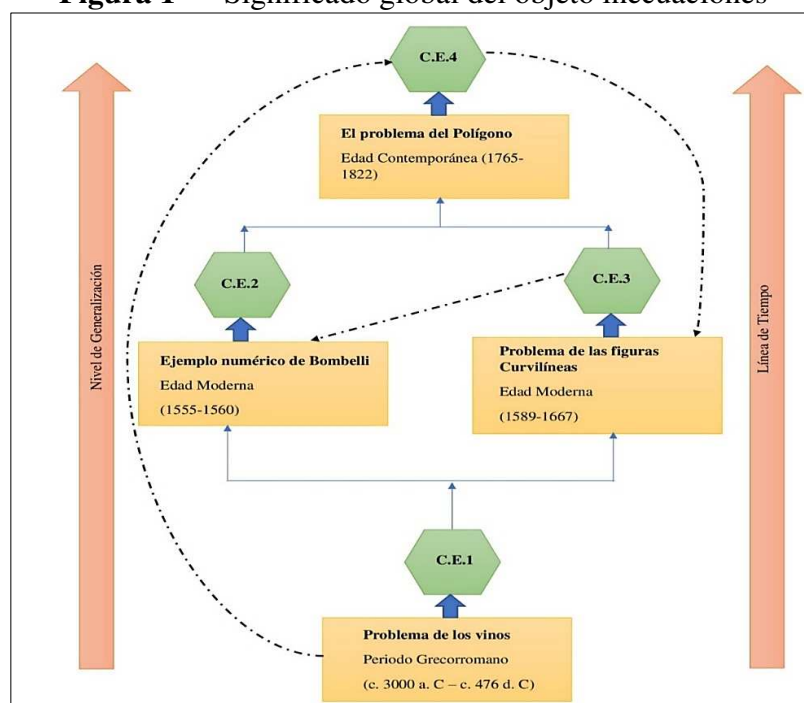 Figura 1 Significado global del objeto inecuaciones
C.E.4
El problema del Polígono
Edad Contemporánea (1765-
1822)
Nivel de Generalización
Línea de Tiempo
C.E.2
C.E.3
Ejemplo numérico de Bombelli
Edad Moderna
(1555-1560)
Problema de las figuras
Curvilíneas
Edad Moderna
(1589-1667)
C.E.1
Problema de los vinos
Periodo Grecorromano
(c. 3000 a. C – c. 476 d. C)